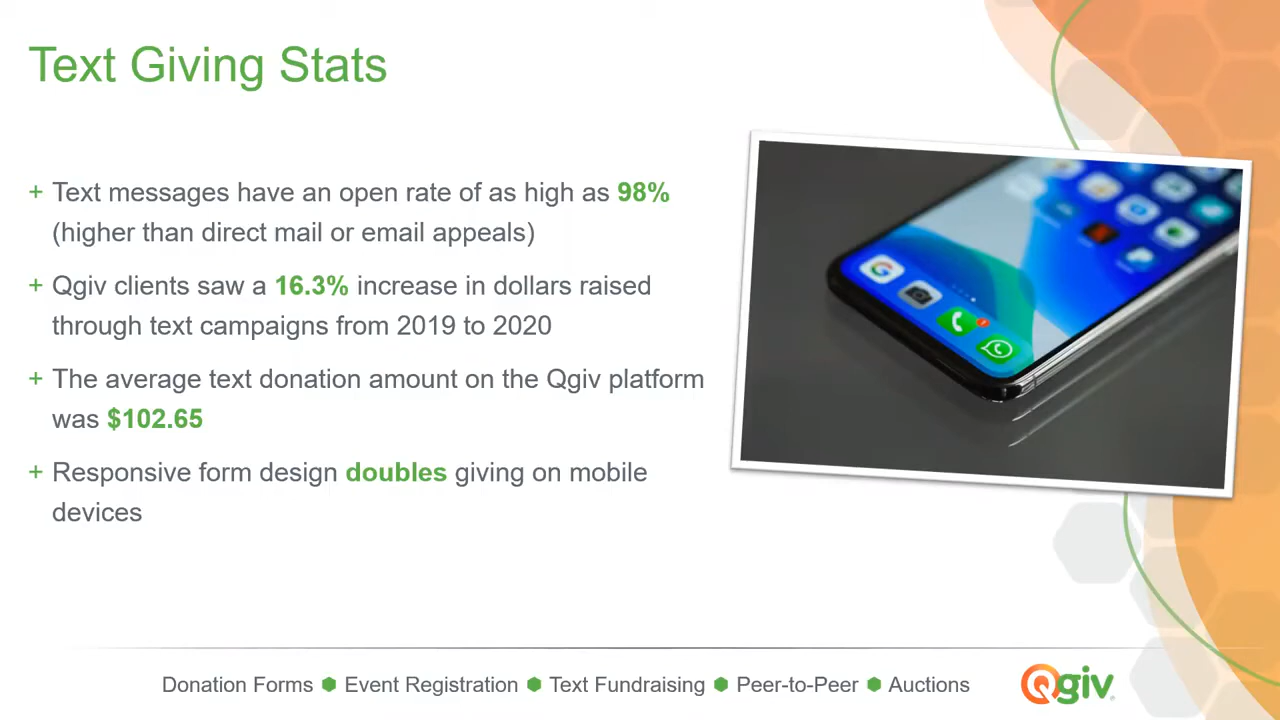 Text Giving Stats
+ Text messages have an open rate of as high as 98%
(higher than direct mail or email appeals)
+ Qgiv clients saw a 16.3% increase in dollars raised
through text campaigns from 2019 to 2020
+ The average text donation amount on the Qgiv platform
was $102.65
+ Responsive form design doubles giving on mobile
devices
Donation Forms ⬢ Event Registration ⬢ Text Fundraising ⬢ Peer-to-Peer ⬢ Auctions
Qgiv